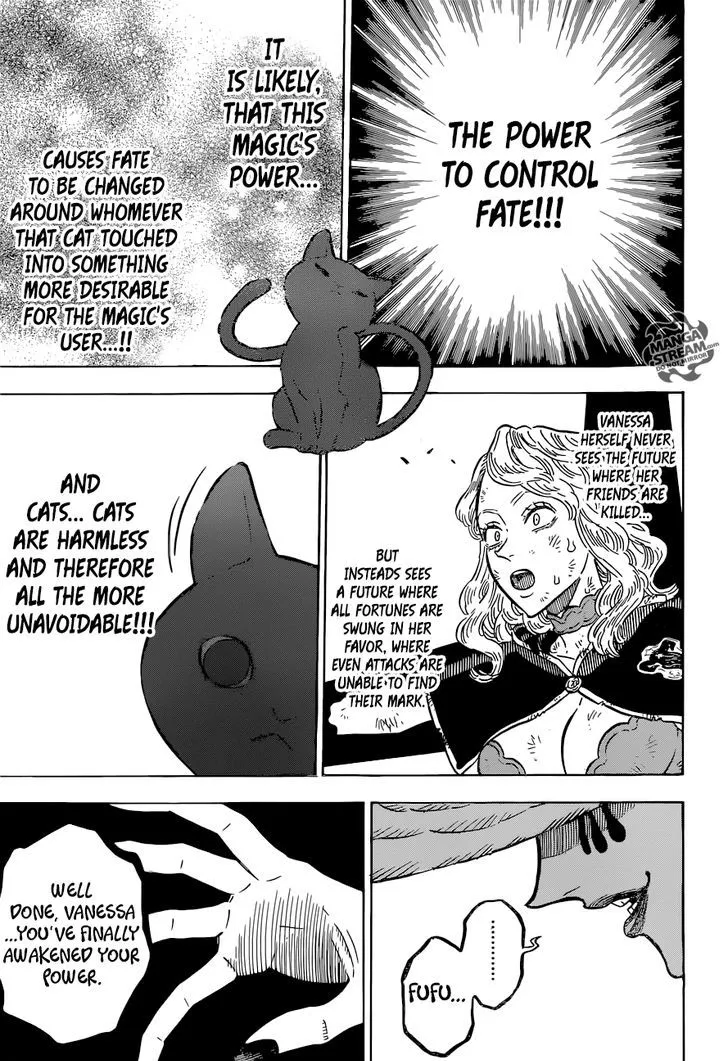 THE POWER
TO CONTROL
FATE!!!
IT
IS LIKELY,
THAT THIS
MAGIC'S
POWER...
CAUSES FATE
TO BE CHANGED
AROUND WHOMEVER
THAT CAT TOUCHED
INTO SOMETHING
MORE DESIRABLE
FOR THE MAGIC'S
USER...!!
MANGA
STREAM.com
DO NOT MIRROR
VANESSA
HERSELF NEVER
SEES THE FUTURE
WHERE HER
FRIENDS ARE
KILLED...
BUT
INSTEADS SEES
A FUTURE WHERE
ALL FORTUNES ARE
SWUNG IN HER
FAVOR, WHERE
EVEN ATTACKS ARE
UNABLE TO FIND
THEIR MARK.
AND
CATS... CATS
ARE HARMLESS
AND THEREFORE
ALL THE MORE
UNAVOIDABLE!!!
.........
FUFU...
WELL
DONE, VANESSA
...YOU'VE FINALLY
AWAKENED YOUR
POWER.